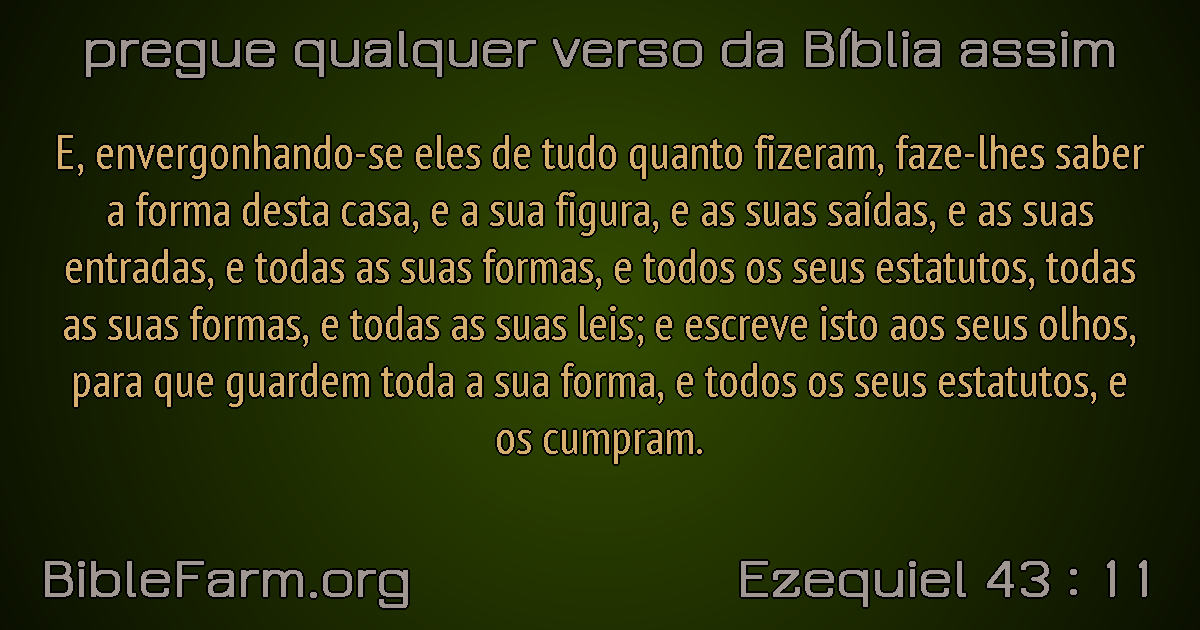 pregue qualquer verso da Bíblia assim
E, envergonhando-se eles de tudo quanto fizeram, faze-lhes saber
a forma desta casa, e a sua figura, e as suas saídas, e as suas
entradas, e todas as suas formas, e todos os seus estatutos, todas
as suas formas, e todas as suas leis; e escreve isto aos seus olhos,
para que guardem toda a sua forma, e todos os seus estatutos, e
os cumpram.
BibleFarm.org
Ezequiel 43 : 11